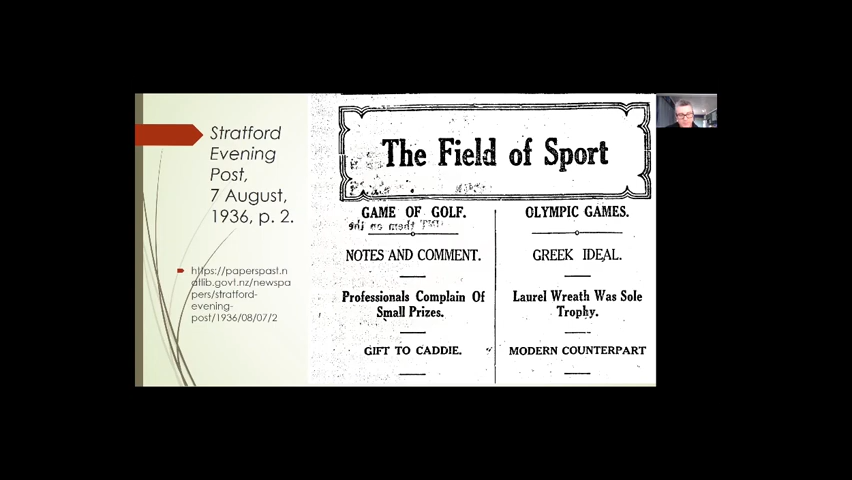 Stratford
Evening
Post,
7 August,
1936, p. 2.
https://paperspast.n
atlib.govt.nz/newspa
pers/stratford-
evening-
post/1936/08/07/2
The Field of Sport
GAME OF GOLF.
NOTES AND COMMENT.
Professionals Complain Of
Small Prizes.
GIFT TO CADDIE.
OLYMPIC GAMES.
GREEK IDEAL.
Laurel Wreath Was Sole
Trophy.
MODERN COUNTERPART